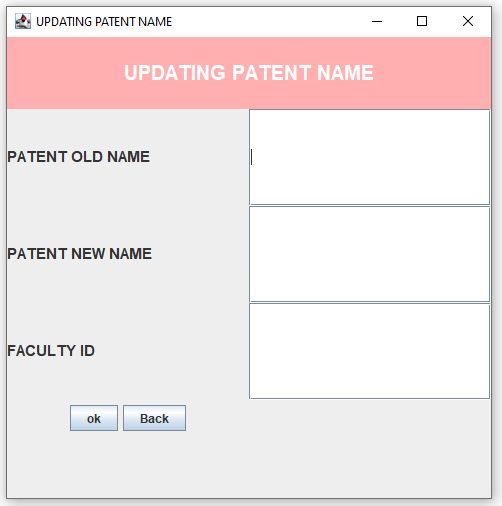 UPDATING PATENT NAME
UPDATING PATENT NAME
PATENT OLD NAME
PATENT NEW NAME
FACULTY ID
ok Back